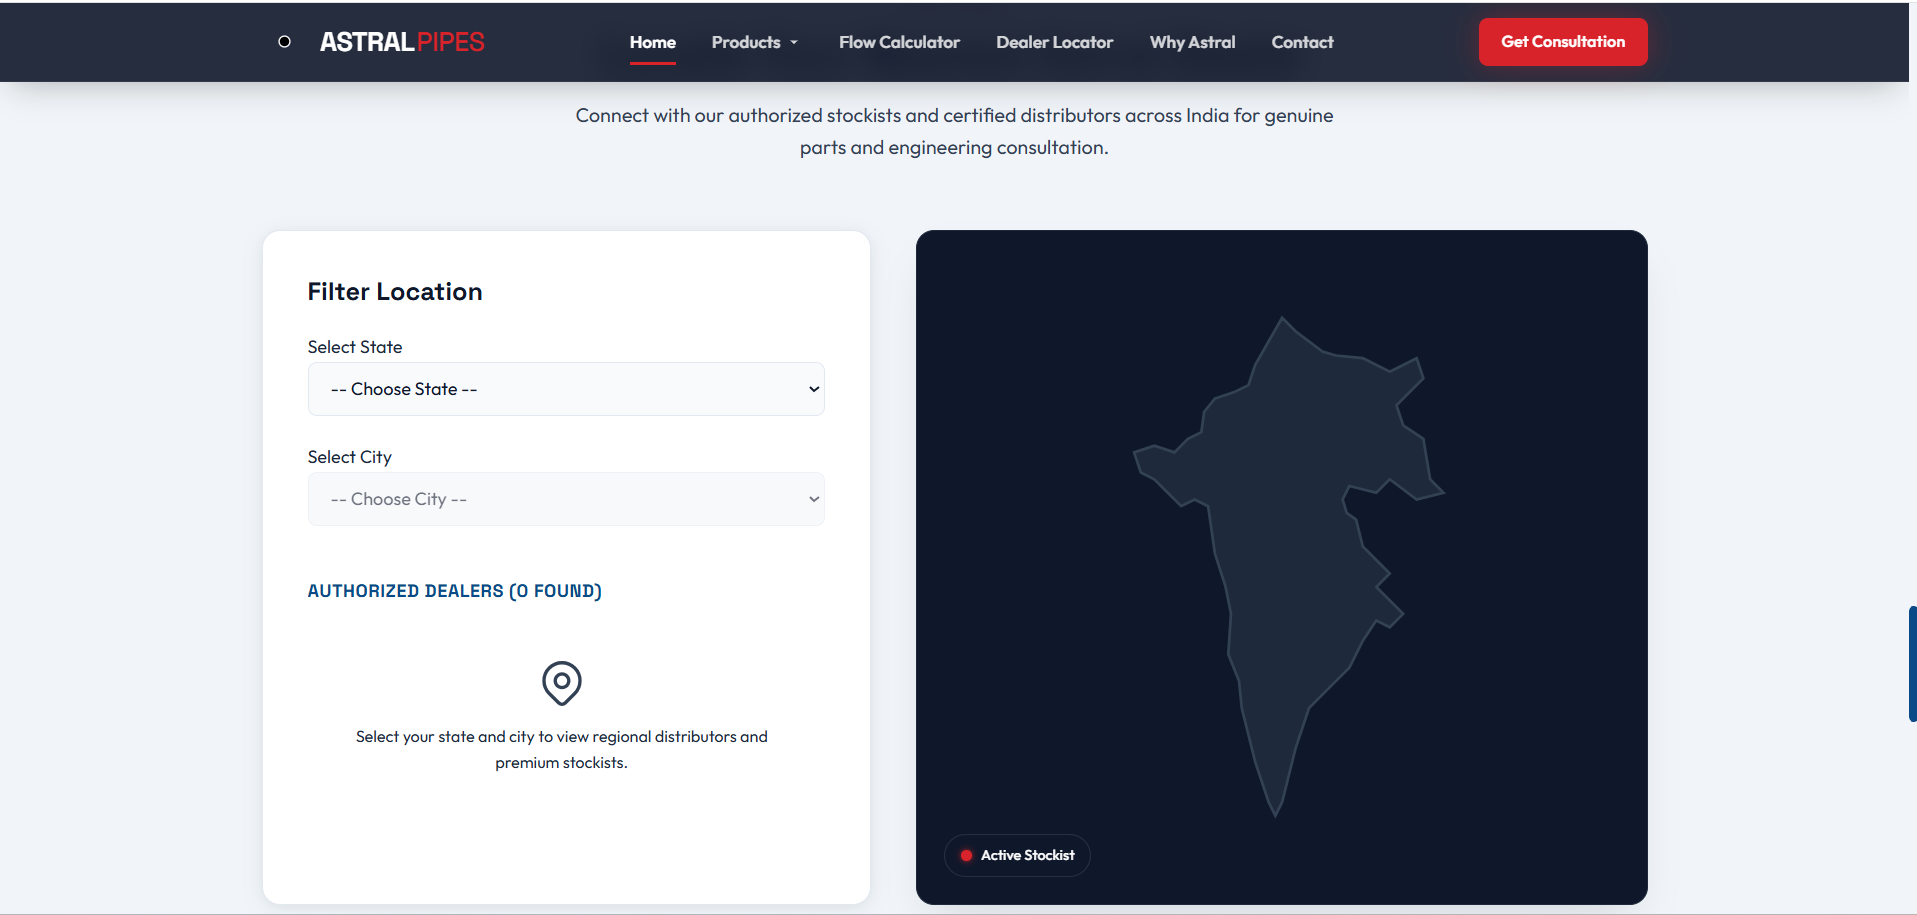 ASTRAL PIPES
Home
Products
Flow Calculator
Dealer Locator
Why Astral
Contact
Get Consultation
Connect with our authorized stockists and certified distributors across India for genuine
parts and engineering consultation.
Filter Location
Select State
-- Choose State --
Select City
-- Choose City --
AUTHORIZED DEALERS (0 FOUND)
Select your state and city to view regional distributors and
premium stockists.
Active Stockist